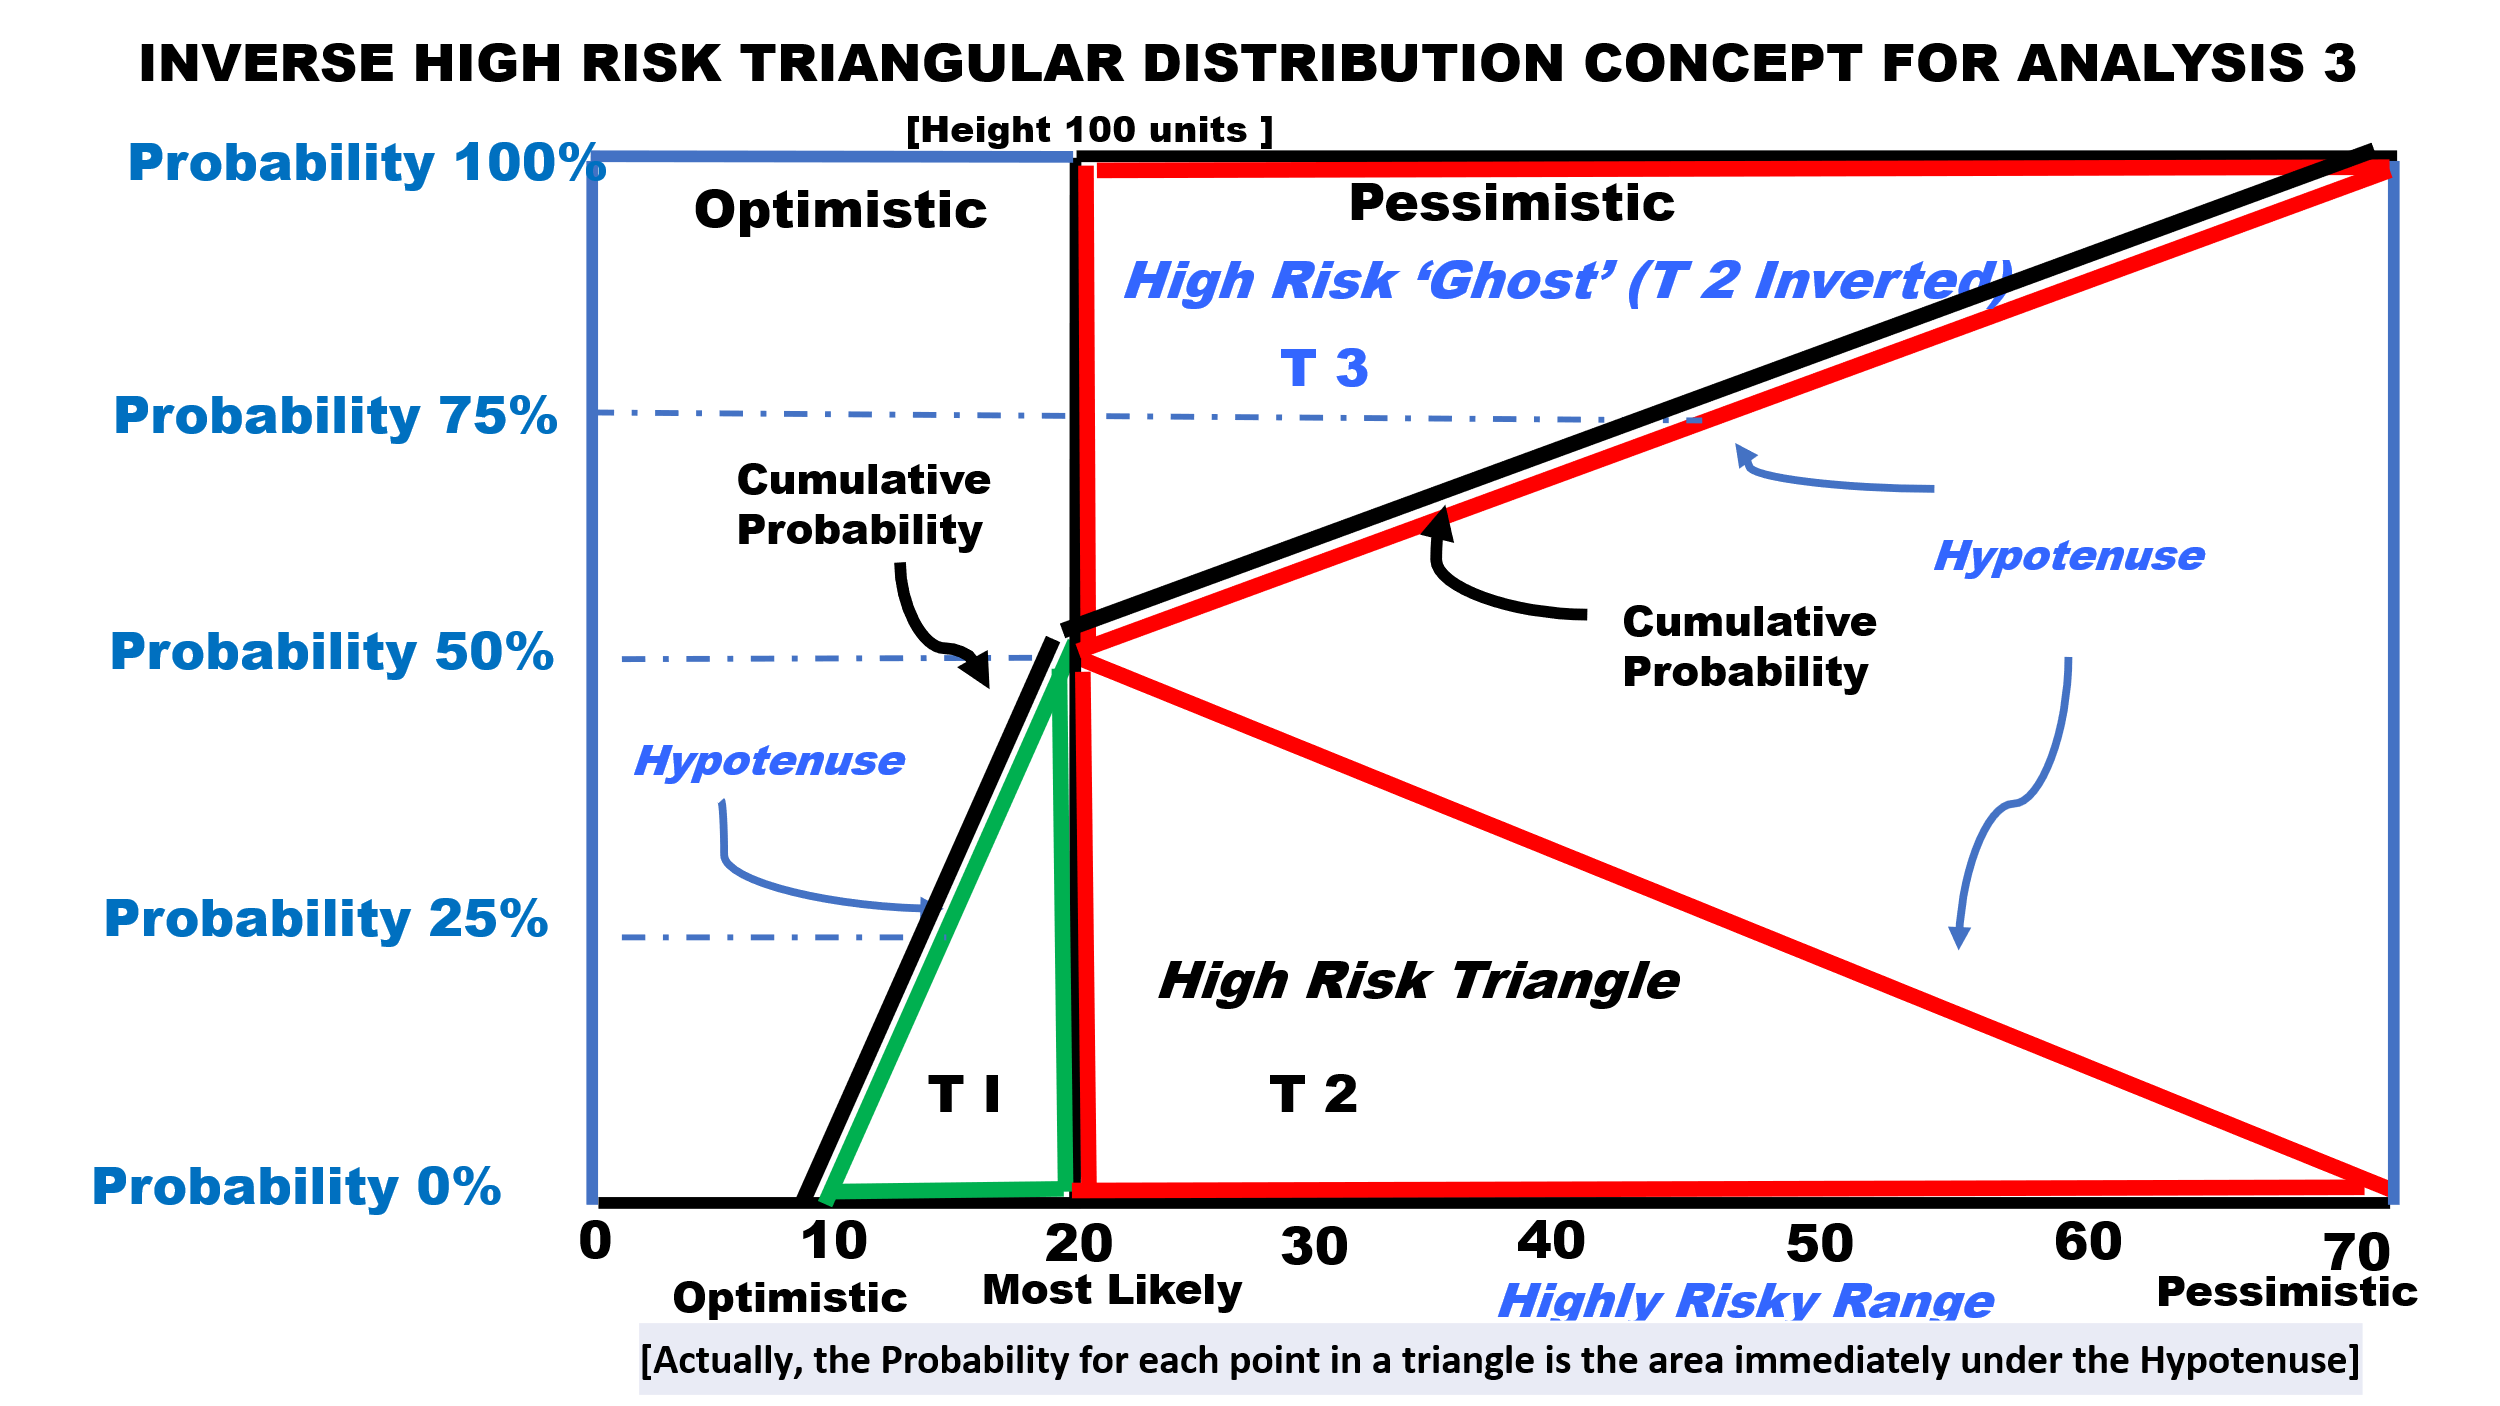 INVERSE HIGH RISK TRIANGULAR DISTRIBUTION CONCEPT FOR ANALYSIS 3
[Height 100 units ]
Probability 100%
Optimistic
Pessimistic
High Risk ‘Ghost’ (T 2 Inverted)
T 3
Probability 75%
Cumulative
Probability
Hypotenuse
Cumulative
Probability
Probability 50%
Hypotenuse
Probability 25%
High Risk Triangle
T I
T 2
Probability 0%
0 10 20 30 40 50 60 70
Optimistic
Most Likely
Highly Risky Range
Pessimistic
[Actually, the Probability for each point in a triangle is the area immediately under the Hypotenuse]